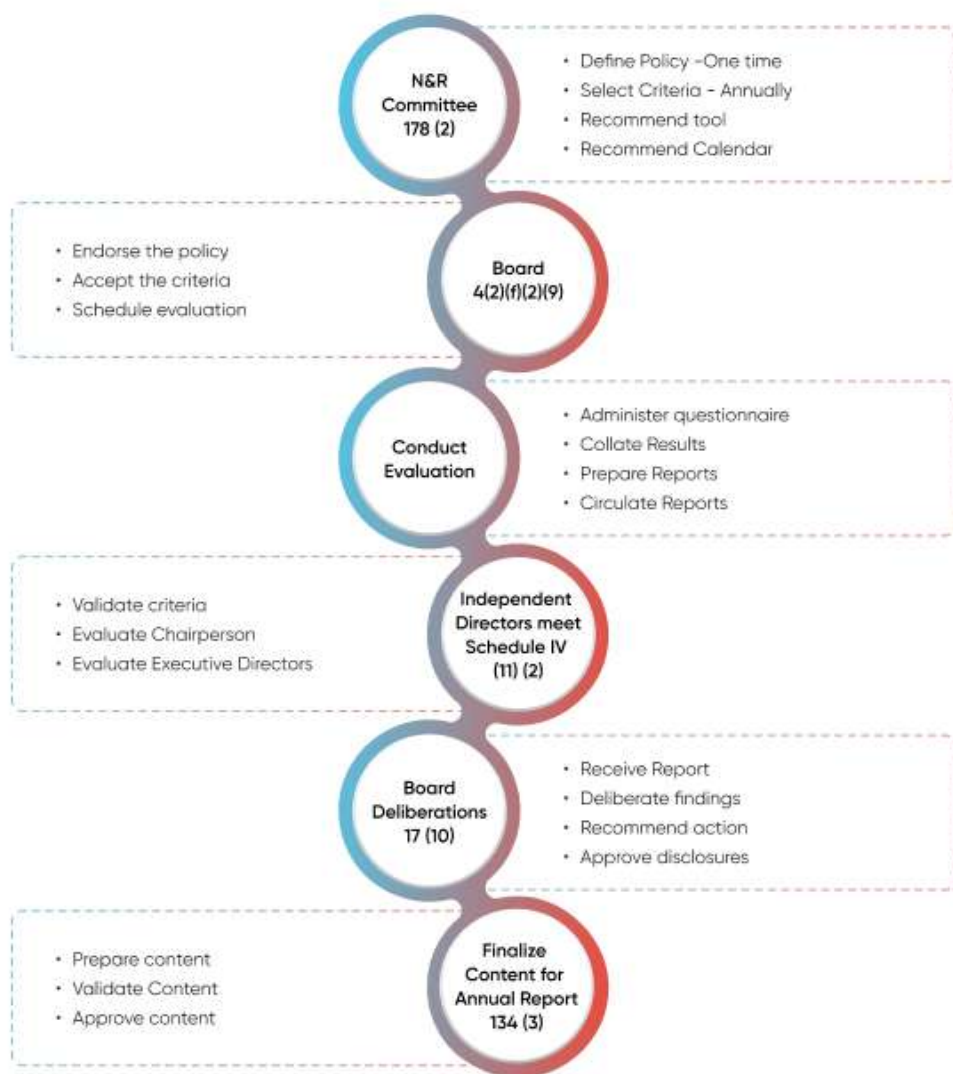 N&R
Committee
178 (2)
• Define Policy -One time
• Select Criteria - Annually
• Recommend tool
• Recommend Calendar
• Endorse the policy
• Accept the criteria
• Schedule evaluation
Board
4(2)(f)(2)(9)
Conduct
Evaluation
• Administer questionnaire
• Collate Results
• Prepare Reports
• Circulate Reports
• Validate criteria
• Evaluate Chairperson
• Evaluate Executive Directors
Independent
Directors meet
Schedule IV
(11) (2)
Board
Deliberations
17 (10)
• Receive Report
• Deliberate findings
• Recommend action
• Approve disclosures
• Prepare content
• Validate Content
• Approve content
Finalize
Content for
Annual Report
134 (3)